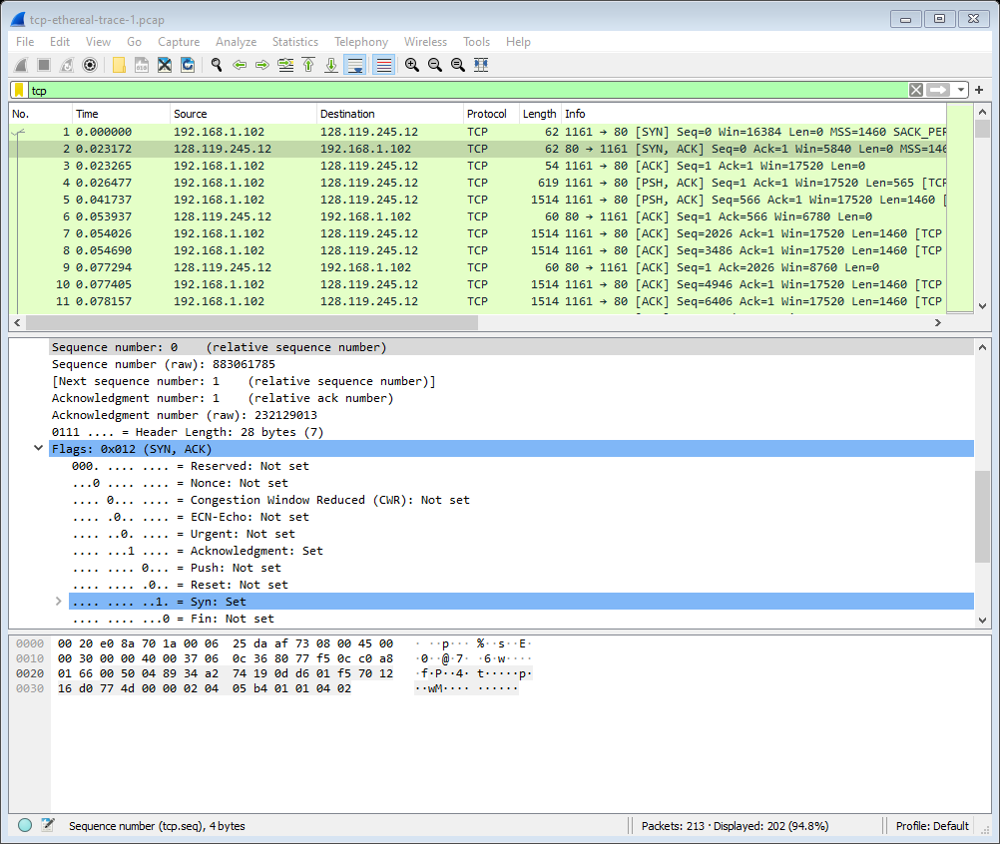 tcp-ethereal-trace-1.pcap
File Edit View Go Capture Analyze Statistics Telephony Wireless Tools Help
tcp
No. Time Source Destination Protocol Length Info
1 0.000000 192.168.1.102 128.119.245.12 TCP 62 1161 → 80 [SYN] Seq=0 Win=16384 Len=0 MSS=1460 SACK_PER
2 0.023172 128.119.245.12 192.168.1.102 TCP 62 80 → 1161 [SYN, ACK] Seq=0 Ack=1 Win=5840 Len=0 MSS=146
3 0.023265 192.168.1.102 128.119.245.12 TCP 54 1161 → 80 [ACK] Seq=1 Ack=1 Win=17520 Len=0
4 0.026477 192.168.1.102 128.119.245.12 TCP 619 1161 → 80 [PSH, ACK] Seq=1 Ack=1 Win=17520 Len=565 [TCP
5 0.041737 192.168.1.102 128.119.245.12 TCP 1514 1161 → 80 [PSH, ACK] Seq=566 Ack=1 Win=17520 Len=1460 [
6 0.053937 128.119.245.12 192.168.1.102 TCP 60 80 → 1161 [ACK] Seq=1 Ack=566 Win=6780 Len=0
7 0.054026 192.168.1.102 128.119.245.12 TCP 1514 1161 → 80 [ACK] Seq=2026 Ack=1 Win=17520 Len=1460 [TCP
8 0.054690 192.168.1.102 128.119.245.12 TCP 1514 1161 → 80 [ACK] Seq=3486 Ack=1 Win=17520 Len=1460 [TCP
9 0.077294 128.119.245.12 192.168.1.102 TCP 60 80 → 1161 [ACK] Seq=1 Ack=2026 Win=8760 Len=0
10 0.077405 192.168.1.102 128.119.245.12 TCP 1514 1161 → 80 [ACK] Seq=4946 Ack=1 Win=17520 Len=1460 [TCP
11 0.078157 192.168.1.102 128.119.245.12 TCP 1514 1161 → 80 [ACK] Seq=6406 Ack=1 Win=17520 Len=1460 [TCP
Sequence number: 0 (relative sequence number)
Sequence number (raw): 883061785
[Next sequence number: 1 (relative sequence number)]
Acknowledgment number: 1 (relative ack number)
Acknowledgment number (raw): 232129013
0111 .... = Header Length: 28 bytes (7)
Flags: 0x012 (SYN, ACK)
000. .... .... = Reserved: Not set
...0 .... .... = Nonce: Not set
.... 0... .... = Congestion Window Reduced (CWR): Not set
.... .0.. .... = ECN-Echo: Not set
.... ..0. .... = Urgent: Not set
.... ...1 .... = Acknowledgment: Set
.... .... 0... = Push: Not set
.... .... .0.. = Reset: Not set
.... .... ..1. = Syn: Set
.... .... ...0 = Fin: Not set
0000 00 20 e0 8a 70 1a 00 06 25 da af 73 08 00 45 00 · ··p··· %··s··E·
0010 00 30 00 00 40 00 37 06 0c 36 80 77 f5 0c c0 a8 ·0··@·7· ·6·w····
0020 01 66 00 50 04 89 34 a2 74 19 0d d6 01 f5 70 12 ·f·P··4· t·····p·
0030 16 d0 77 4d 00 00 02 04 05 b4 01 01 04 02 ··wM···· ······
Sequence number (tcp.seq), 4 bytes
Packets: 213 · Displayed: 202 (94.8%)
Profile: Default